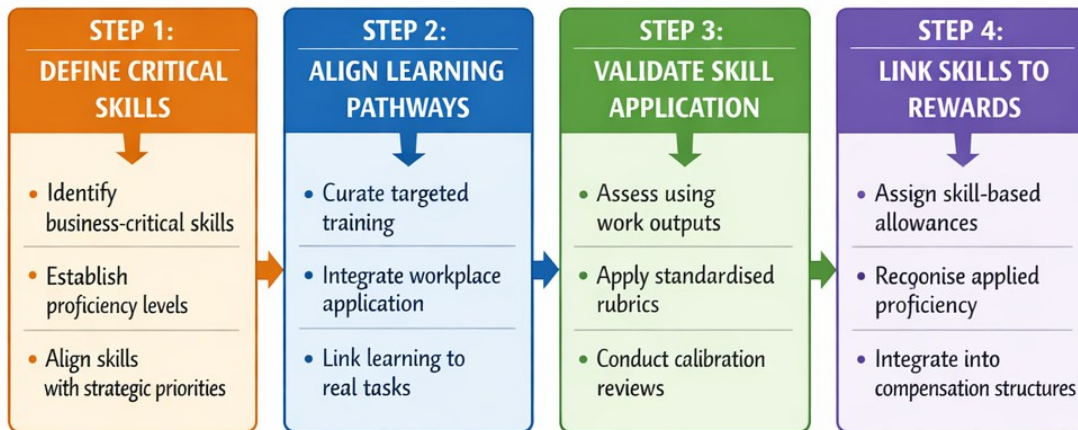 STEP 1:
DEFINE CRITICAL
SKILLS
• Identify
business-critical skills
• Establish
proficiency levels
• Align skills
with strategic priorities
STEP 2:
ALIGN LEARNING
PATHWAYS
• Curate targeted
training
• Integrate workplace
application
• Link learning to
real tasks
STEP 3:
VALIDATE SKILL
APPLICATION
• Assess using
work outputs
• Apply standardised
rubrics
• Conduct calibration
reviews
STEP 4:
LINK SKILLS TO
REWARDS
• Assign skill-based
allowances
• Recognise applied
proficiency
• Integrate into
compensation structures